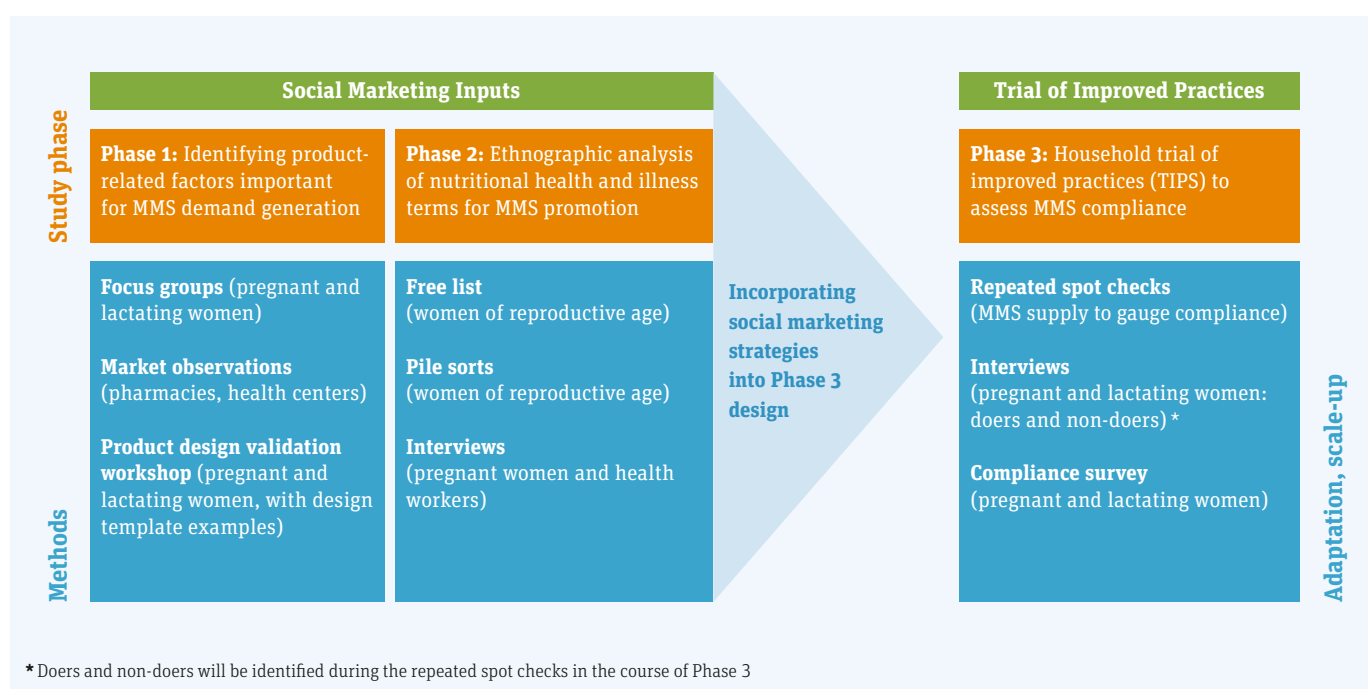 Social Marketing Inputs
Trial of Improved Practices
Study phase
Phase 1: Identifying product-
related factors important
for MMS demand generation
Phase 2: Ethnographic analysis
of nutritional health and illness
terms for MMS promotion
Phase 3: Household trial of
improved practices (TIPS) to
assess MMS compliance
Methods
Focus groups (pregnant and
lactating women)
Market observations
(pharmacies, health centers)
Product design validation
workshop (pregnant and
lactating women, with design
template examples)
Free list
(women of reproductive age)
Pile sorts
(women of reproductive age)
Interviews
(pregnant women and health
workers)
Incorporating
social marketing
strategies
into Phase 3
design
Repeated spot checks
(MMS supply to gauge compliance)
Interviews
(pregnant and lactating women:
doers and non-doers) *
Compliance survey
(pregnant and lactating women)
Adaptation, scale-up
* Doers and non-doers will be identified during the repeated spot checks in the course of Phase 3